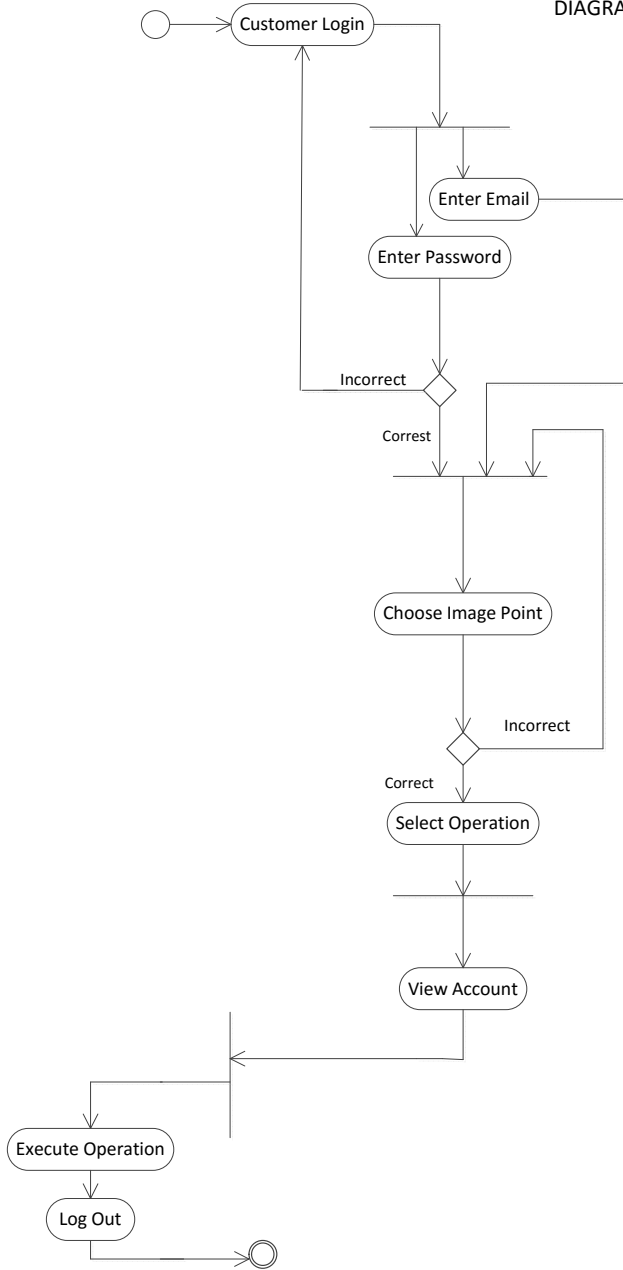 DIAGRA
Customer Login
Enter Email
Enter Password
Incorrect
Correst
Choose Image Point
Incorrect
Correct
Select Operation
View Account
Execute Operation
Log Out